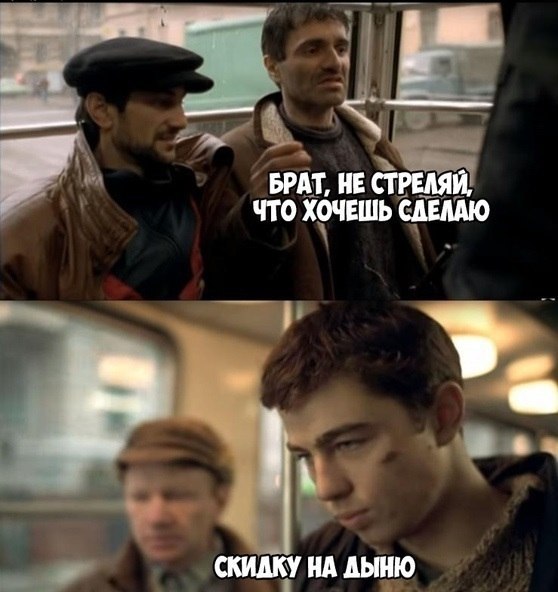 БРАТ, НЕ СТРЕЛЯЙ,
ЧТО ХОЧЕШЬ СДЕЛАЮ
СКИДКУ НА ДЫНЮ